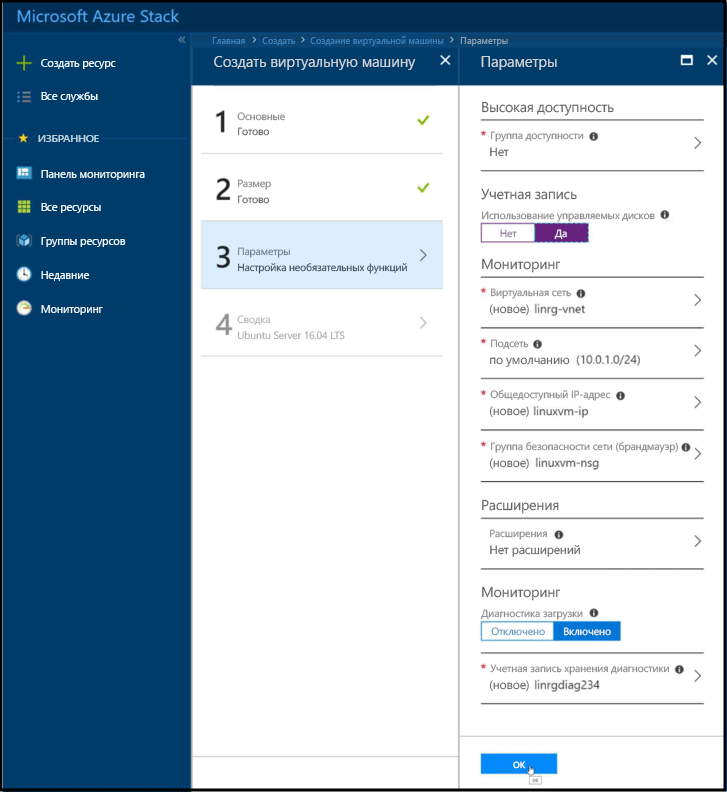 Microsoft Azure Stack
«
Главная > Создать > Создание виртуальной машины > Параметры
Создать ресурс
Все службы
ИЗБРАННОЕ
Панель мониторинга
Все ресурсы
Группы ресурсов
Недавние
Мониторинг
Создать виртуальную машину
1 Основные
Готово
2 Размер
Готово
3 Параметры
Настройка необязательных функций
4 Сводка
Ubuntu Server 16.04 LTS
Параметры
Высокая доступность
* Группа доступности
Нет
Учетная запись
Использование управляемых дисков
Нет Да
Мониторинг
* Виртуальная сеть
(новое) linrg-vnet
* Подсеть
по умолчанию (10.0.1.0/24)
* Общедоступный IP-адрес
(новое) linuxvm-ip
* Группа безопасности сети (брандмауэр)
(новое) linuxvm-nsg
Расширения
Расширения
Нет расширений
Мониторинг
Диагностика загрузки
Отключено Включено
* Учетная запись хранения диагностики
(новое) linrgdiag234
ОК
ОК